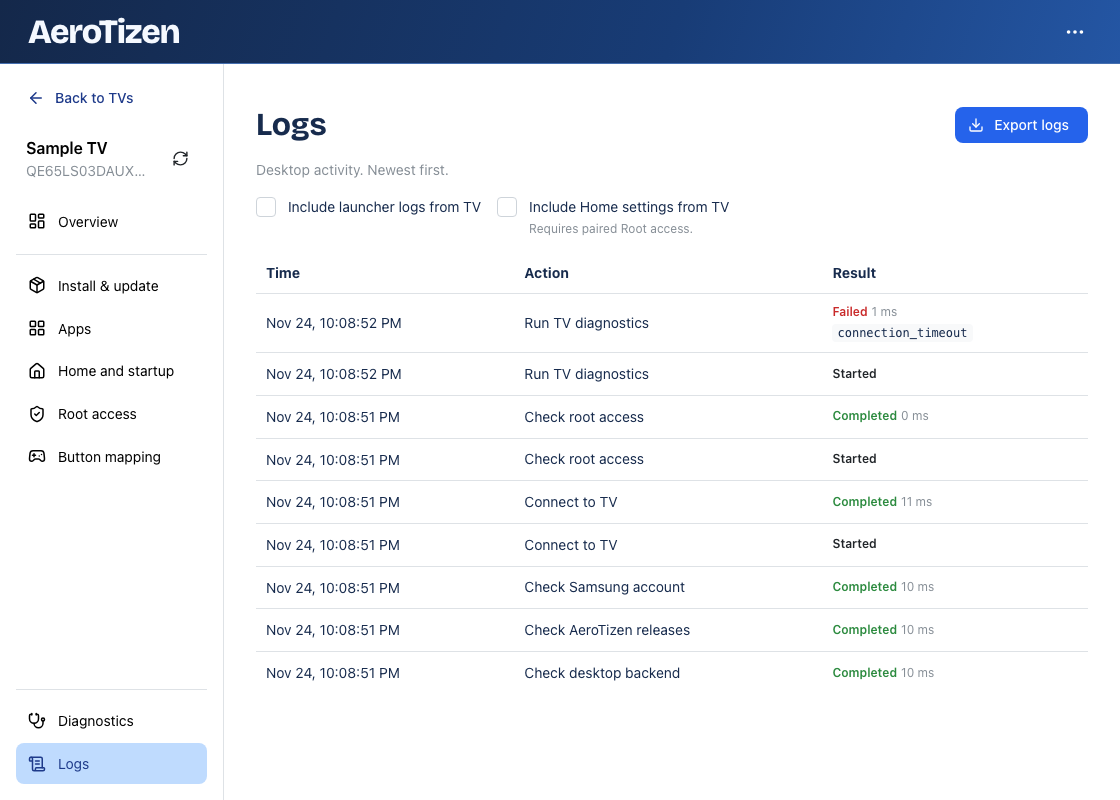 AeroTizen
Back to TVs
Sample TV
QE65LS03DAUX...
Overview
Install & update
Apps
Home and startup
Root access
Button mapping
Diagnostics
Logs
Logs
Export logs
Desktop activity. Newest first.
Include launcher logs from TV
Include Home settings from TV
Requires paired Root access.
Time Action Result
Nov 24, 10:08:52 PM Run TV diagnostics Failed 1 ms
connection_timeout
Nov 24, 10:08:52 PM Run TV diagnostics Started
Nov 24, 10:08:51 PM Check root access Completed 0 ms
Nov 24, 10:08:51 PM Check root access Started
Nov 24, 10:08:51 PM Connect to TV Completed 11 ms
Nov 24, 10:08:51 PM Connect to TV Started
Nov 24, 10:08:51 PM Check Samsung account Completed 10 ms
Nov 24, 10:08:51 PM Check AeroTizen releases Completed 10 ms
Nov 24, 10:08:51 PM Check desktop backend Completed 10 ms